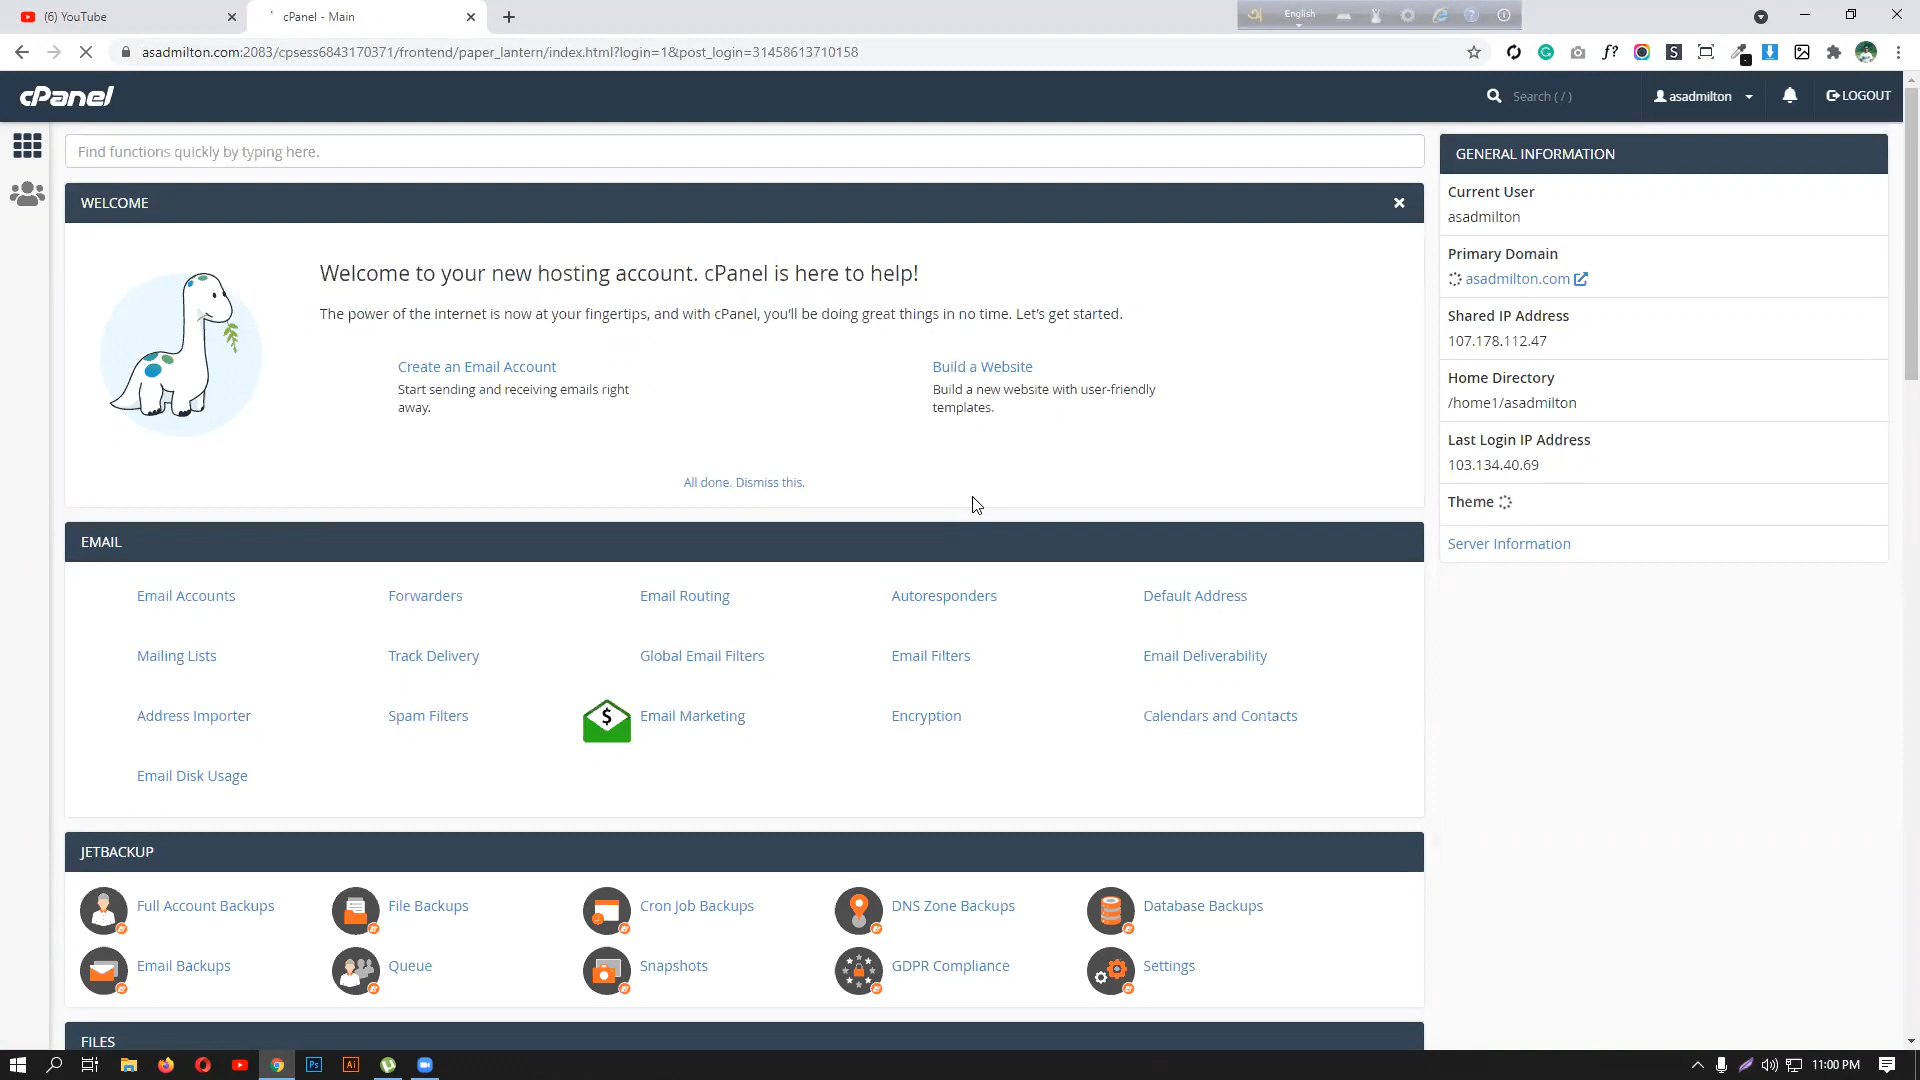 (6) YouTube
cPanel - Main
English
asadmilton.com:2083/cpsess6843170371/frontend/paper_lantern/index.html?login=1&post_login=31458613710158
cPanel
Search ( / )
asadmilton
LOGOUT
Find functions quickly by typing here.
WELCOME
Welcome to your new hosting account. cPanel is here to help!
The power of the internet is now at your fingertips, and with cPanel, you’ll be doing great things in no time. Let’s get started.
Create an Email Account
Start sending and receiving emails right
away.
Build a Website
Build a new website with user-friendly
templates.
All done. Dismiss this.
GENERAL INFORMATION
Current User
asadmilton
Primary Domain
asadmilton.com
Shared IP Address
107.178.112.47
Home Directory
/home1/asadmilton
Last Login IP Address
103.134.40.69
Theme
Server Information
EMAIL
Email Accounts
Forwarders
Email Routing
Autoresponders
Default Address
Mailing Lists
Track Delivery
Global Email Filters
Email Filters
Email Deliverability
Address Importer
Spam Filters
$
Email Marketing
Encryption
Calendars and Contacts
Email Disk Usage
JETBACKUP
Full Account Backups
File Backups
Cron Job Backups
DNS Zone Backups
Database Backups
Email Backups
Queue
Snapshots
GDPR Compliance
Settings
FILES
Ps
Ai
11:00 PM